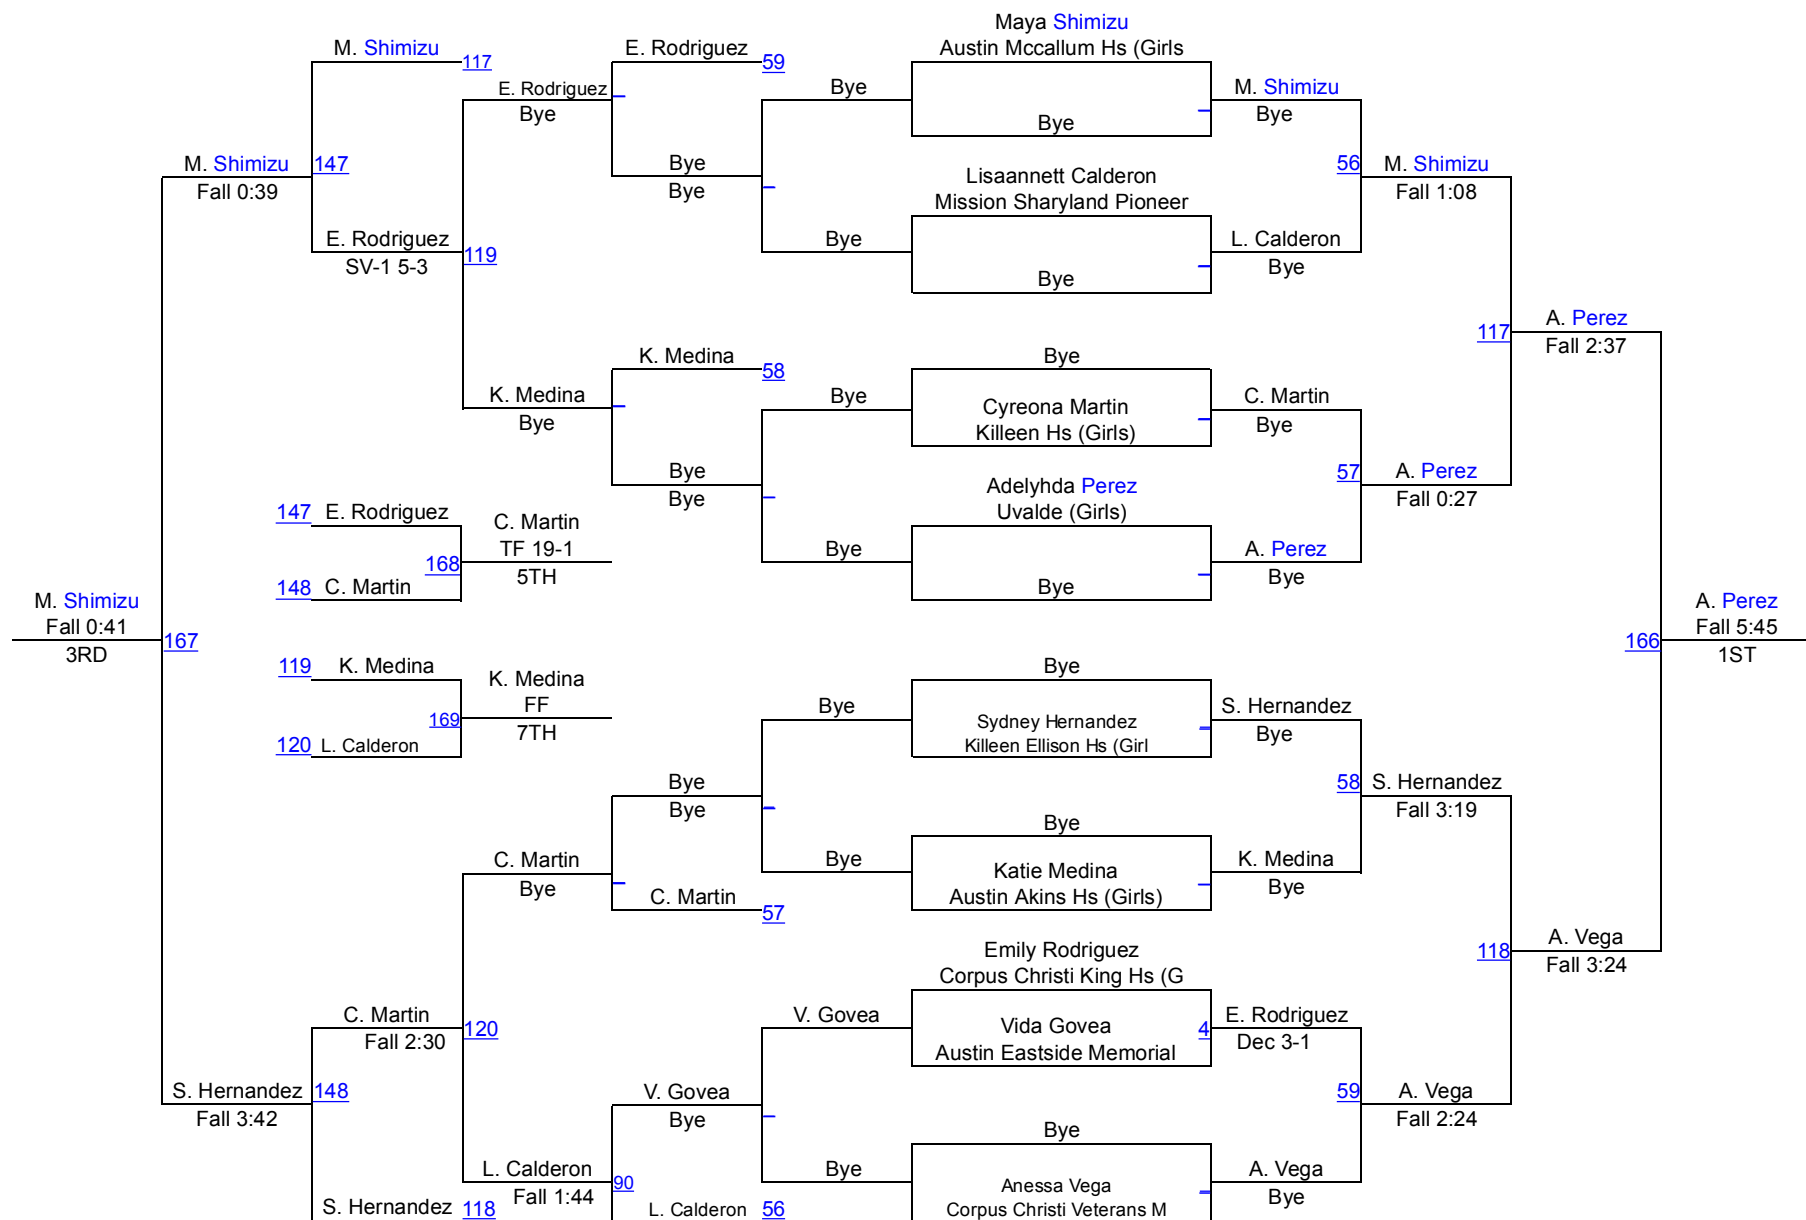 Maya Shimizu
M. Shimizu
E. Rodriguez
Austin Mccallum Hs (Girls
117
59
E. Rodriguez
Bye
M. Shimizu
Bye
Bye
Bye
M. Shimizu
147
Bye
56
M. Shimizu
Fall 0:39
Bye
Lisaannett Calderon
Fall 1:08
Mission Sharyland Pioneer
E. Rodriguez
119
Bye
L. Calderon
SV-1 5-3
Bye
Bye
A. Perez
117
Fall 2:37
K. Medina
58
Bye
K. Medina
Bye
Cyreona Martin
C. Martin
Bye
Killeen Hs (Girls)
Bye
Bye
57
A. Perez
Bye
Adelyhda Perez
Fall 0:27
147
E. Rodriguez
C. Martin
Uvalde (Girls)
TF 19-1
Bye
A. Perez
168
5TH
Bye
Bye
148
C. Martin
M. Shimizu
Fall 0:41
3RD
167
A. Perez
Fall 5:45
1ST
166
119
K. Medina
K. Medina
Bye
FF
Bye
Sydney Hernandez
S. Hernandez
169
7TH
Killeen Ellison Hs (Girl
Bye
120
L. Calderon
Bye
Bye
58
S. Hernandez
Fall 3:19
Bye
C. Martin
Bye
Katie Medina
K. Medina
Bye
C. Martin
Austin Akins Hs (Girls)
Bye
57
Emily Rodriguez
118
A. Vega
Corpus Christi King Hs (G
Fall 3:24
C. Martin
120
V. Govea
Vida Govea
4
E. Rodriguez
Fall 2:30
Austin Eastside Memorial
Dec 3-1
S. Hernandez
148
V. Govea
59
A. Vega
Fall 3:42
Bye
Bye
Fall 2:24
L. Calderon
90
Bye
Anessa Vega
A. Vega
Fall 1:44
Bye
S. Hernandez
118
L. Calderon
56
Corpus Christi Veterans M